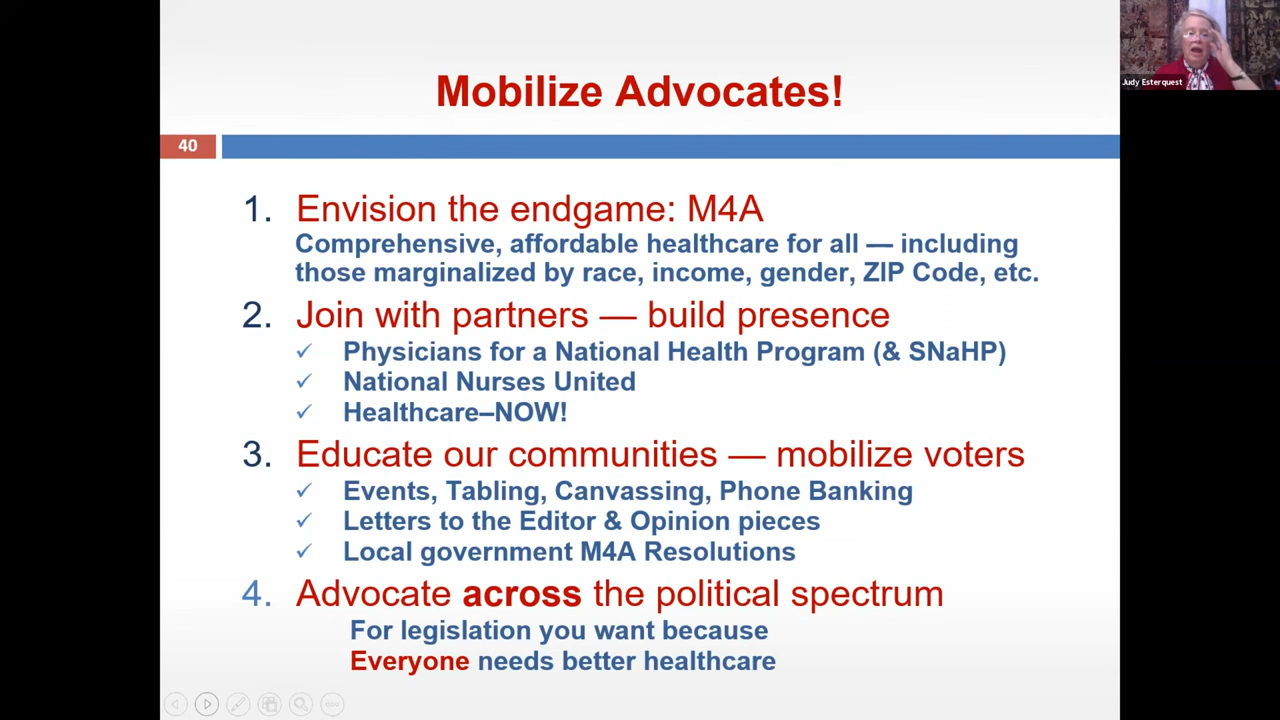 Mobilize Advocates!
Judy Esterquest
40
1. Envision the endgame: M4A
Comprehensive, affordable healthcare for all — including
those marginalized by race, income, gender, ZIP Code, etc.
2. Join with partners — build presence
✓ Physicians for a National Health Program (& SNaHP)
✓ National Nurses United
✓ Healthcare–NOW!
3. Educate our communities — mobilize voters
✓ Events, Tabling, Canvassing, Phone Banking
✓ Letters to the Editor & Opinion pieces
✓ Local government M4A Resolutions
4. Advocate across the political spectrum
For legislation you want because
Everyone needs better healthcare